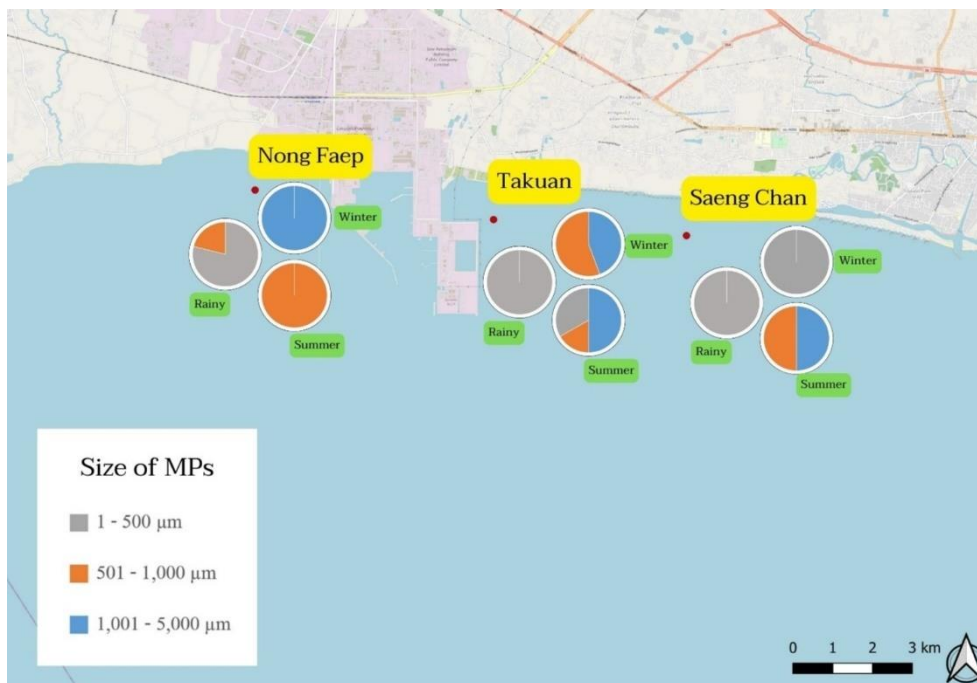 Nong Faep
Takuan
Saeng Chan
Winter
Rainy
Summer
Winter
Rainy
Summer
Winter
Rainy
Summer
Size of MPs
1 - 500 µm
501 - 1,000 µm
1,001 - 5,000 µm
0 1 2 3 km